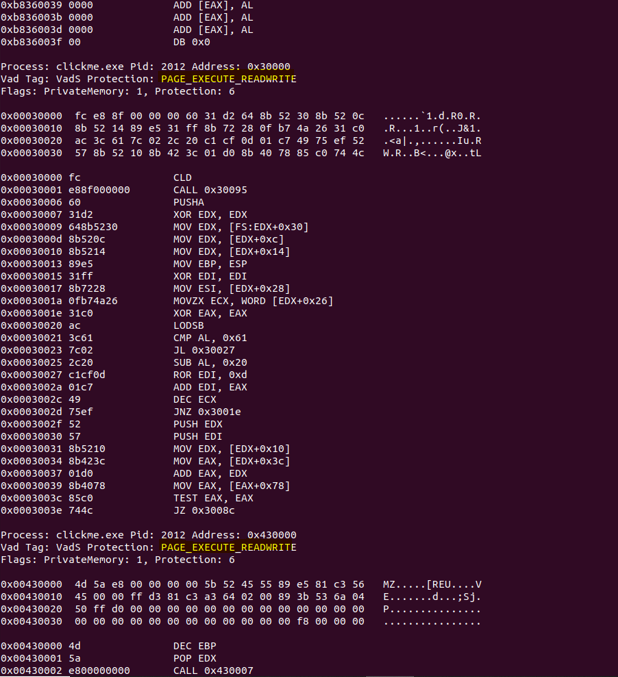 0xb8360039 0000 ADD [EAX], AL
0xb836003b 0000 ADD [EAX], AL
0xb836003d 0000 ADD [EAX], AL
0xb836003f 00 DB 0x0

Process: clickme.exe Pid: 2012 Address: 0x30000
Vad Tag: VadS Protection: PAGE_EXECUTE_READWRITE
Flags: PrivateMemory: 1, Protection: 6

0x00030000 fc e8 8f 00 00 00 60 31 d2 64 8b 52 30 8b 52 0c ......`1.d.R0.R.
0x00030010 8b 52 14 89 e5 31 ff 8b 72 28 0f b7 4a 26 31 c0 .R...1..r(..J&1.
0x00030020 ac 3c 61 7c 02 2c 20 c1 cf 0d 01 c7 49 75 ef 52 .<a|.,......Iu.R
0x00030030 57 8b 52 10 8b 42 3c 01 d0 8b 40 78 85 c0 74 4c W.R..B<...@x..tL

0x00030000 fc CLD
0x00030001 e88f000000 CALL 0x30095
0x00030006 60 PUSHA
0x00030007 31d2 XOR EDX, EDX
0x00030009 648b5230 MOV EDX, [FS:EDX+0x30]
0x0003000d 8b520c MOV EDX, [EDX+0xc]
0x00030010 8b5214 MOV EDX, [EDX+0x14]
0x00030013 89e5 MOV EBP, ESP
0x00030015 31ff XOR EDI, EDI
0x00030017 8b7228 MOV ESI, [EDX+0x28]
0x0003001a 0fb74a26 MOVZX ECX, WORD [EDX+0x26]
0x0003001e 31c0 XOR EAX, EAX
0x00030020 ac LODSB
0x00030021 3c61 CMP AL, 0x61
0x00030023 7c02 JL 0x30027
0x00030025 2c20 SUB AL, 0x20
0x00030027 c1cf0d ROR EDI, 0xd
0x0003002a 01c7 ADD EDI, EAX
0x0003002c 49 DEC ECX
0x0003002d 75ef JNZ 0x3001e
0x0003002f 52 PUSH EDX
0x00030030 57 PUSH EDI
0x00030031 8b5210 MOV EDX, [EDX+0x10]
0x00030034 8b423c MOV EAX, [EDX+0x3c]
0x00030037 01d0 ADD EAX, EDX
0x00030039 8b4078 MOV EAX, [EAX+0x78]
0x0003003c 85c0 TEST EAX, EAX
0x0003003e 744c JZ 0x3008c

Process: clickme.exe Pid: 2012 Address: 0x430000
Vad Tag: VadS Protection: PAGE_EXECUTE_READWRITE
Flags: PrivateMemory: 1, Protection: 6

0x00430000 4d 5a e8 00 00 00 00 5b 52 45 55 89 e5 81 c3 56 MZ.....[REU....V
0x00430010 45 00 00 ff d3 81 c3 a3 64 02 00 89 3b 53 6a 04 E.......d...;Sj.
0x00430020 50 ff d0 00 00 00 00 00 00 00 00 00 00 00 00 00 P...............
0x00430030 00 00 00 00 00 00 00 00 00 00 00 00 f8 00 00 00 ................

0x00430000 4d DEC EBP
0x00430001 5a POP EDX
0x00430002 e800000000 CALL 0x430007